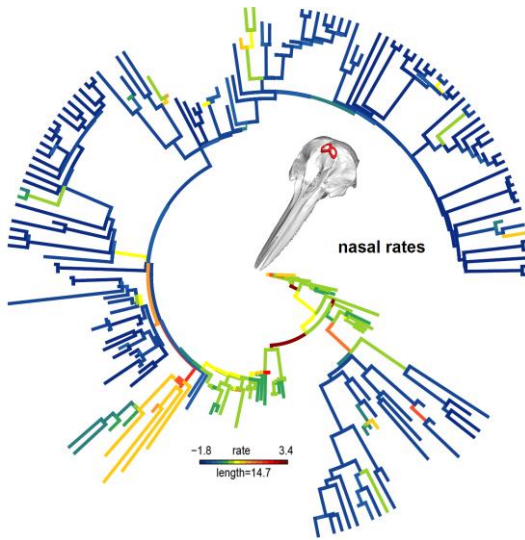 nasal rates
−1.8 rate 3.4
length=14.7